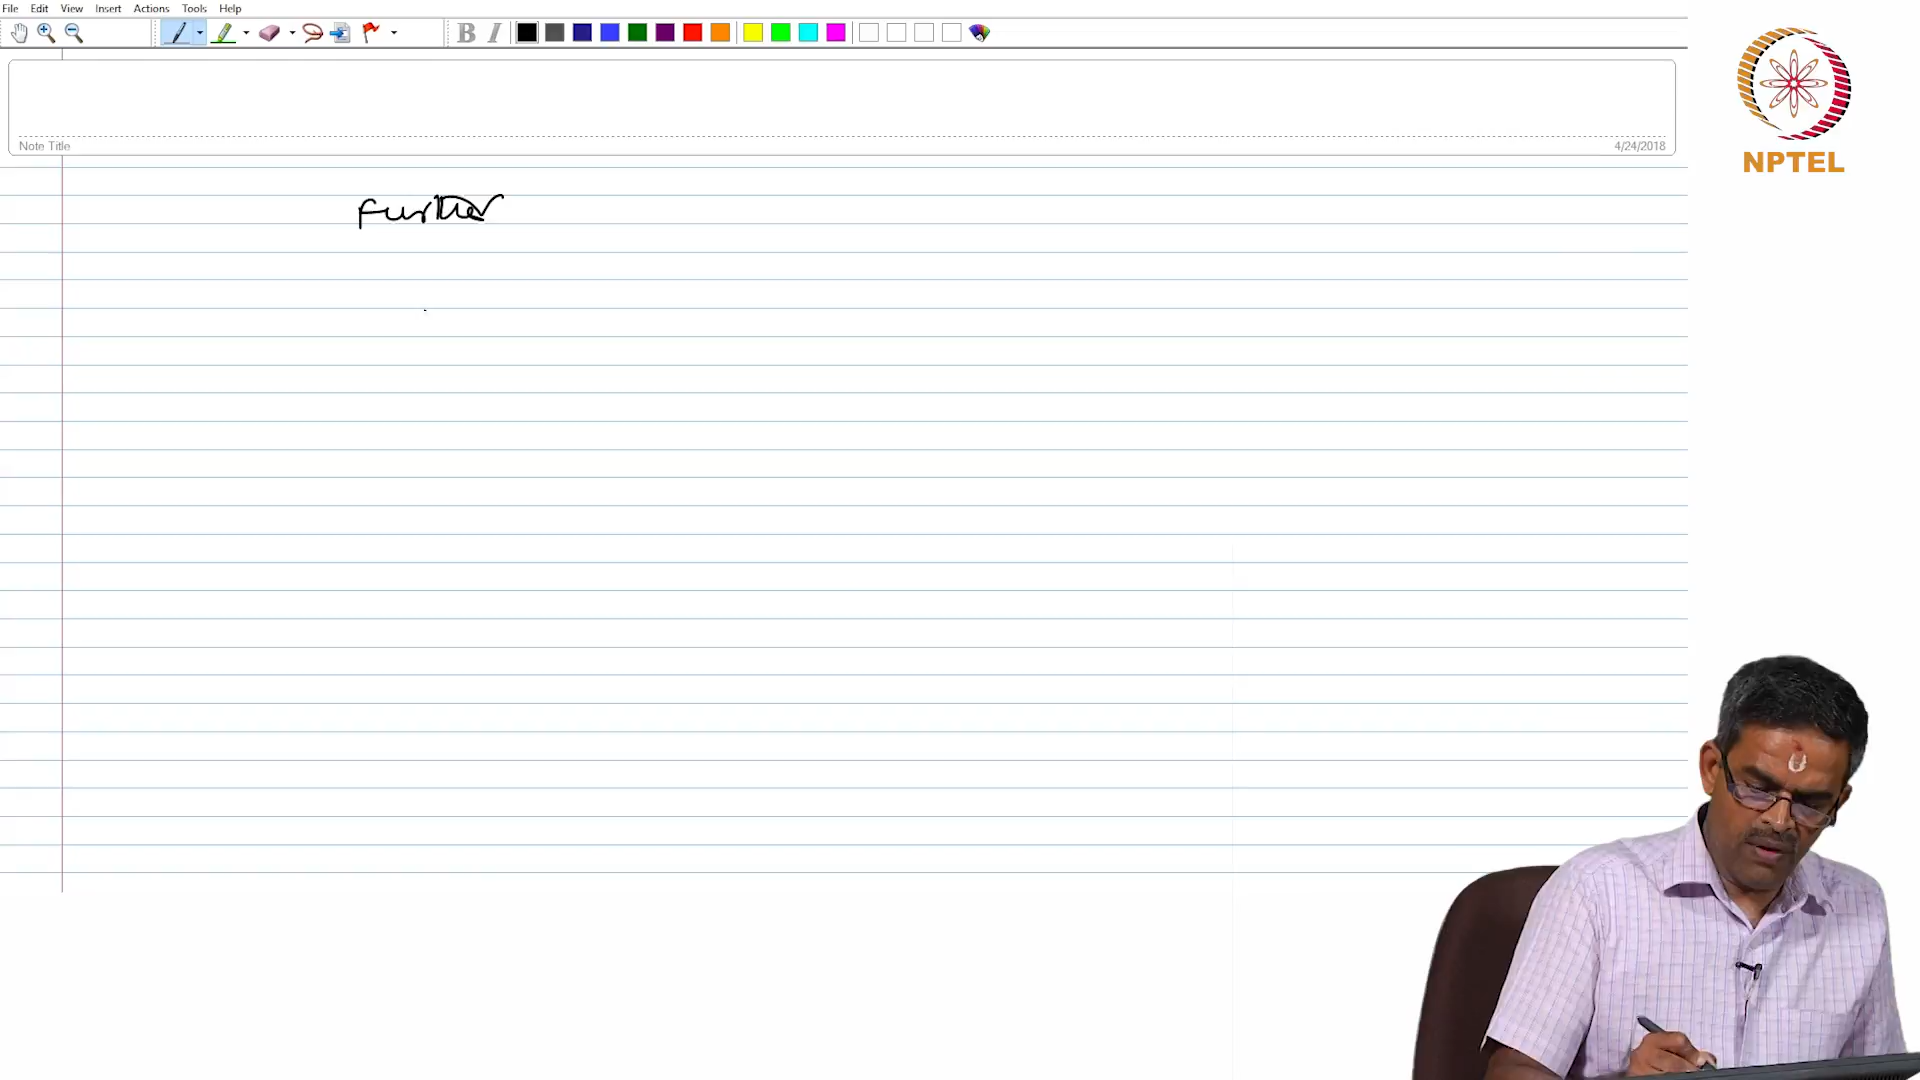 File Edit View Insert Actions Tools Help
B I
NPTEL
Note Title 4/24/2018
further